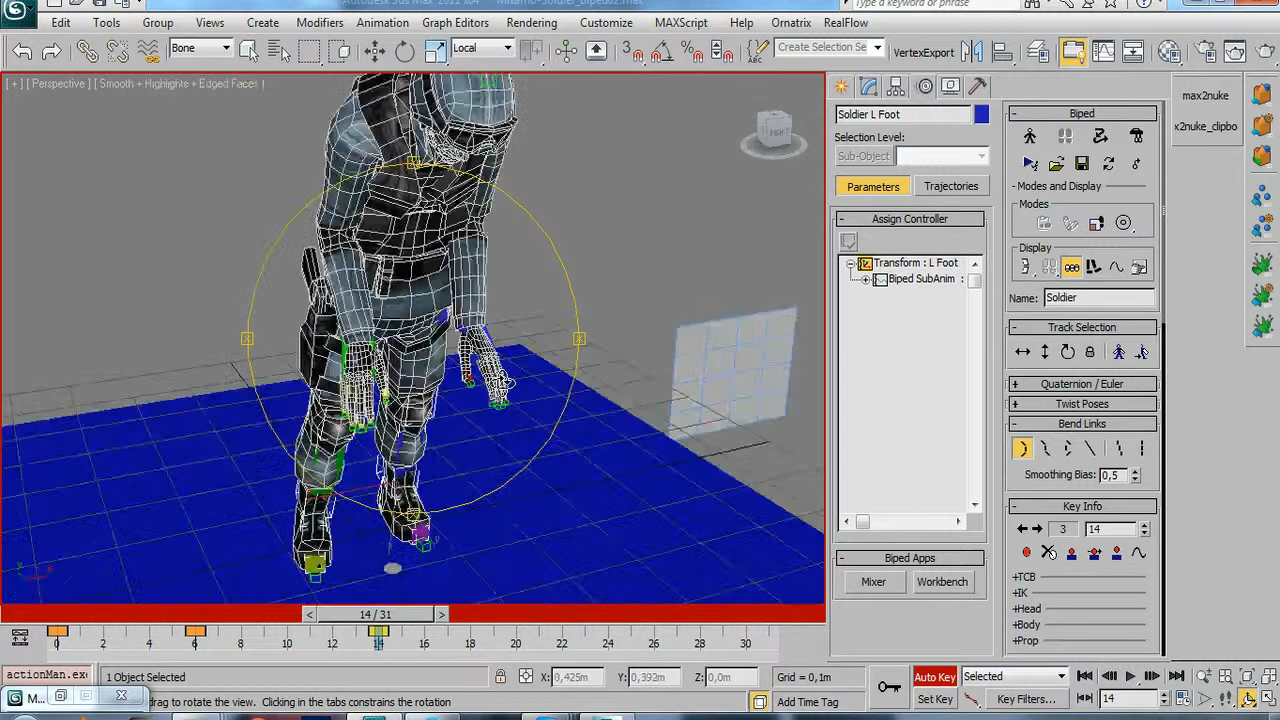 Edit Tools Group Views Create Modifiers Animation Graph Editors Rendering Customize MAXScript Help Ornatrix RealFlow
Bone Local Create Selection Se VertexExport
[ + ] [ Perspective ] [ Smooth + Highlights + Edged Faces ]
max2nuke
x2nuke_clipbo
Soldier L Foot
Selection Level:
Sub-Object
Parameters Trajectories
- Assign Controller
Transform : L Foot
Biped SubAnim :
- Biped Apps
Mixer Workbench
- Biped
- Modes and Display
Modes
Display
Name: Soldier
- Track Selection
+ Quaternion / Euler
+ Twist Poses
- Bend Links
Smoothing Bias: 0,5
- Key Info
3 14
+TCB
+IK
+Head
+Body
+Prop
< 14 / 31 >
0 2 4 6 8 10 12 14 16 18 20 22 24 26 28 30
actionMan.exe 1 Object Selected X: 0,425m Y: 0,392m Z: 0,0m Grid = 0,1m Auto Key Selected
M... drag to rotate the view. Clicking in the tabs constrains the rotation Add Time Tag Set Key Key Filters... 14